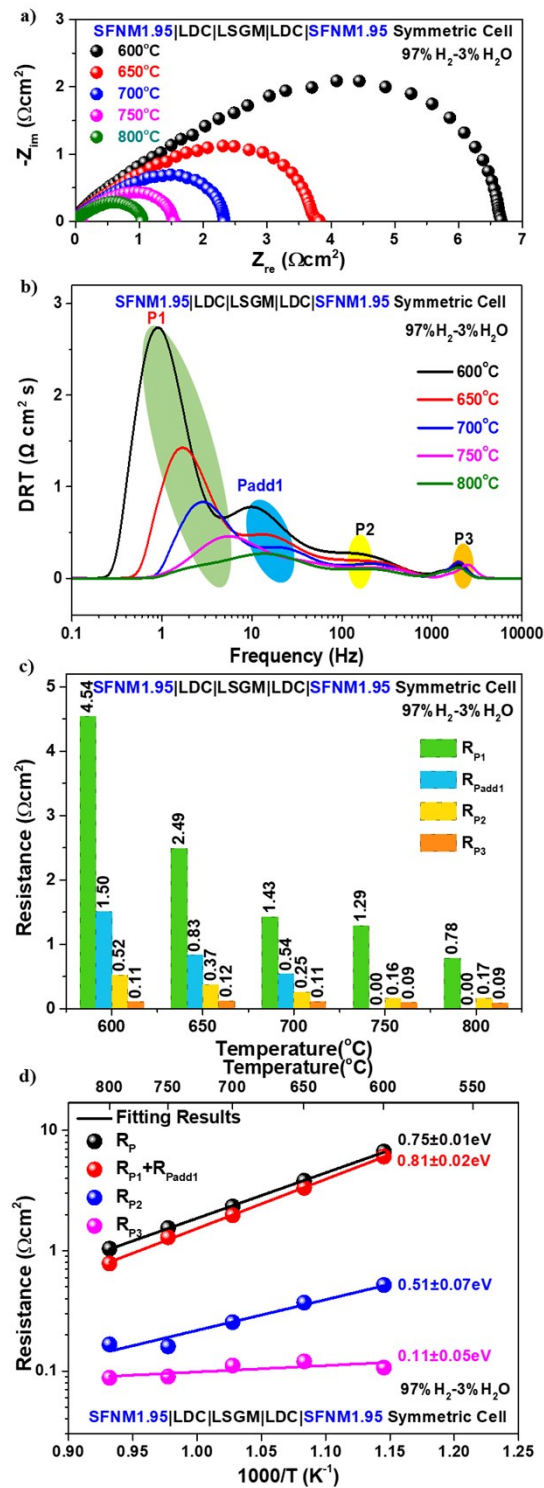 a)
SFNM1.95|LDC|LSGM|LDC|SFNM1.95 Symmetric Cell
97% H2-3% H2O
600°C
650°C
700°C
750°C
800°C
-Zim (Ωcm2)
3
2
1
0
0 1 2 3 4 5 6 7
Zre (Ωcm2)
b)
SFNM1.95|LDC|LSGM|LDC|SFNM1.95 Symmetric Cell
P1
97%H2-3%H2O
600°C
650°C
700°C
750°C
800°C
Padd1
P2
P3
DRT (Ω cm2 s)
3
2
1
0
0.1 1 10 100 1000 10000
Frequency (Hz)
c)
SFNM1.95|LDC|LSGM|LDC|SFNM1.95 Symmetric Cell
97%H2-3%H2O
RP1
RPadd1
RP2
RP3
Resistance (Ωcm2)
5
4
3
2
1
0
4.54 1.50 0.52 0.11
2.49 0.83 0.37 0.12
1.43 0.54 0.25 0.11
1.29 0.00 0.16 0.09
0.78 0.00 0.17 0.09
600 650 700 750 800
Temperature(°C)
d)
Temperature(°C)
800 750 700 650 600 550
Fitting Results
RP
RP1+RPadd1
RP2
RP3
0.75±0.01eV
0.81±0.02eV
0.51±0.07eV
0.11±0.05eV
97%H2-3%H2O
SFNM1.95|LDC|LSGM|LDC|SFNM1.95 Symmetric Cell
Resistance (Ωcm2)
10
1
0.1
0.90 0.95 1.00 1.05 1.10 1.15 1.20 1.25
1000/T (K-1)